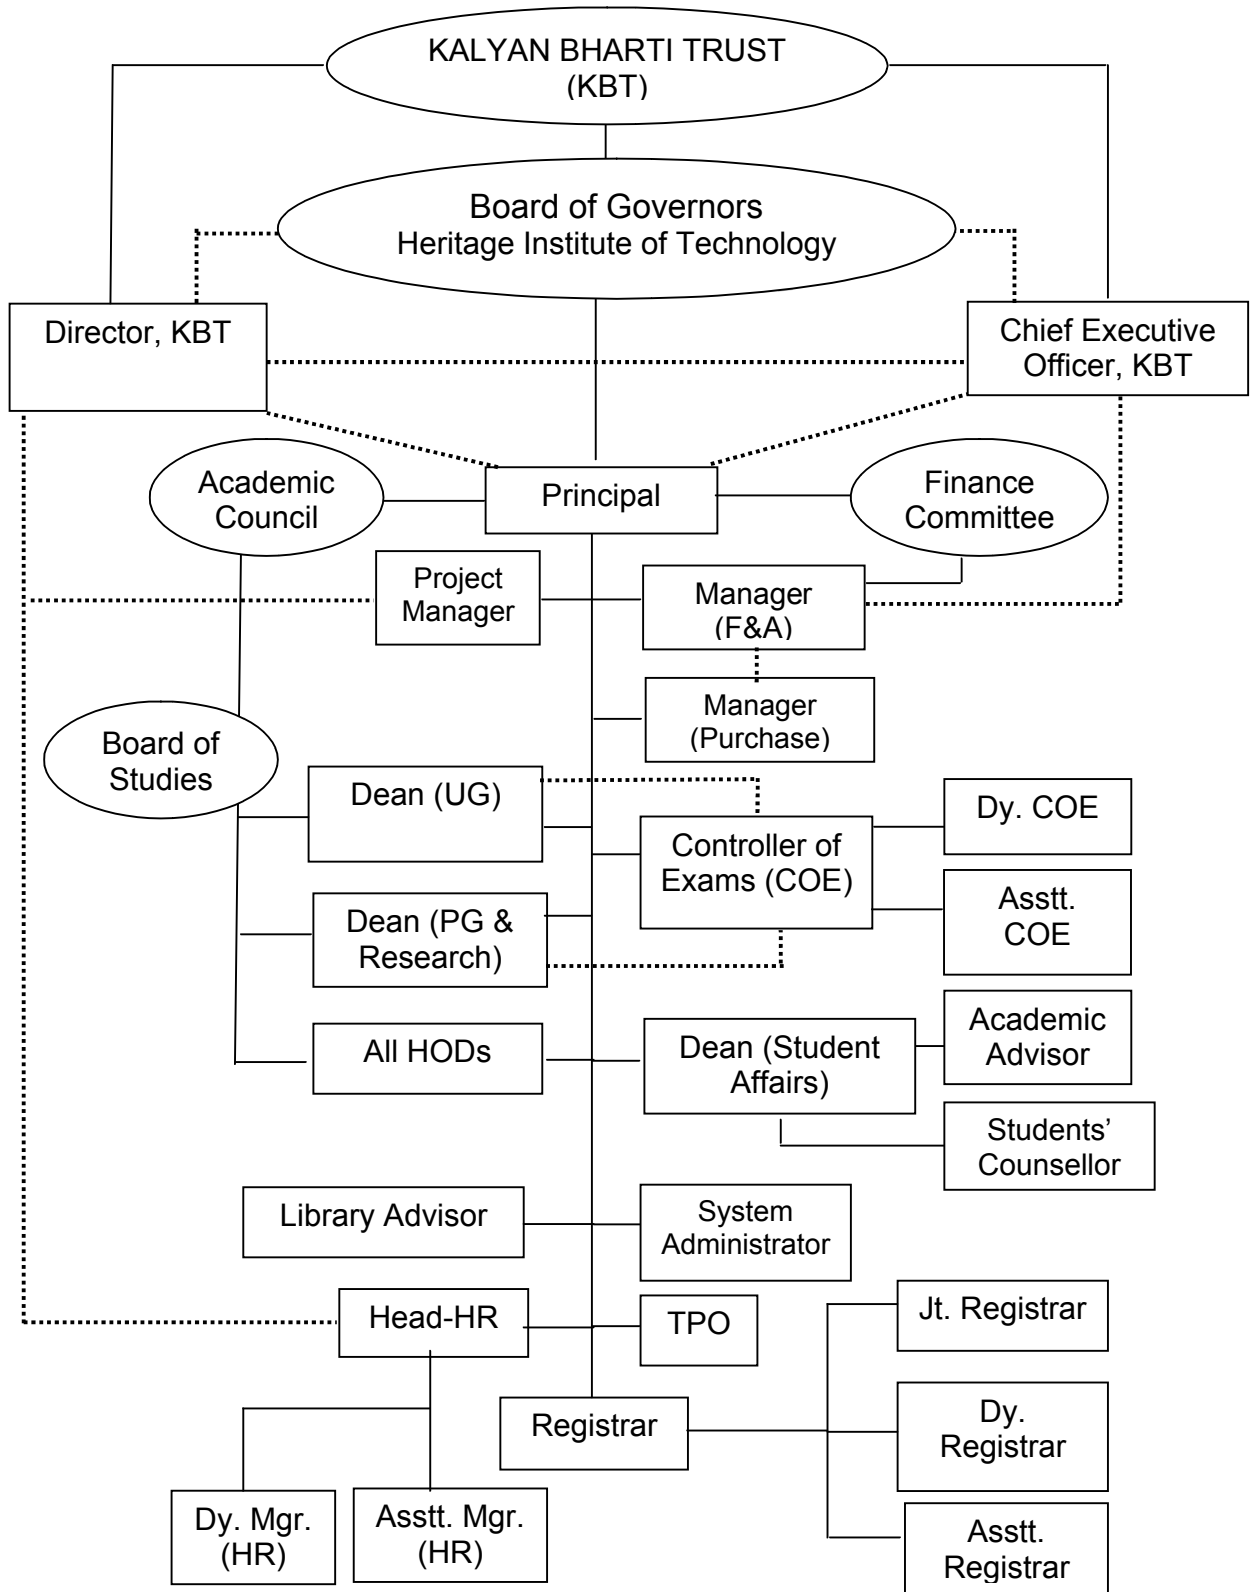 KALYAN BHARTI TRUST
(KBT)
Board of Governors
Heritage Institute of Technology
Director, KBT
Chief Executive
Officer, KBT
Academic
Council
Principal
Finance
Committee
Project
Manager
Manager
(F&A)
Manager
(Purchase)
Board of
Studies
Dean (UG)
Dy. COE
Controller of
Exams (COE)
Dean (PG &
Research)
Asstt.
COE
All HODs
Dean (Student
Affairs)
Academic
Advisor
Students’
Counsellor
Library Advisor
System
Administrator
Head-HR
TPO
Jt. Registrar
Registrar
Dy.
Registrar
Dy. Mgr.
(HR)
Asstt. Mgr.
(HR)
Asstt.
Registrar